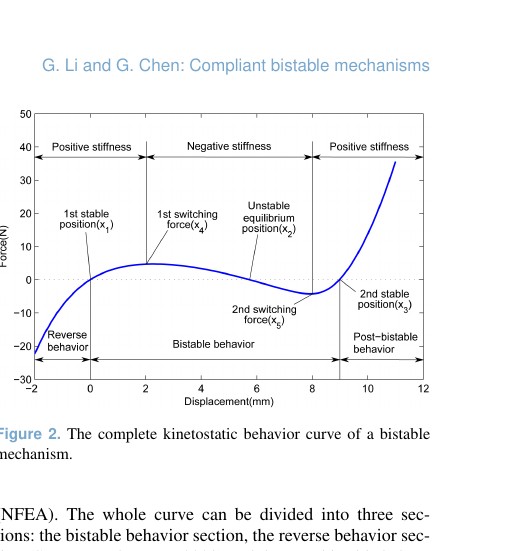 G. Li and G. Chen: Compliant bistable mechanisms
50
40
30
20
10
0
−10
−20
−30
Force(N)
Positive stiffness
Negative stiffness
Positive stiffness
1st stable
position(x1)
1st switching
force(x4)
Unstable
equilibrium
position(x2)
2nd switching
force(x5)
2nd stable
position(x3)
Reverse
behavior
Bistable behavior
Post−bistable
behavior
−2
0
2
4
6
8
10
12
Displacement(mm)
Figure 2. The complete kinetostatic behavior curve of a bistable
mechanism.
NFEA). The whole curve can be divided into three sec-
ions: the bistable behavior section, the reverse behavior sec-